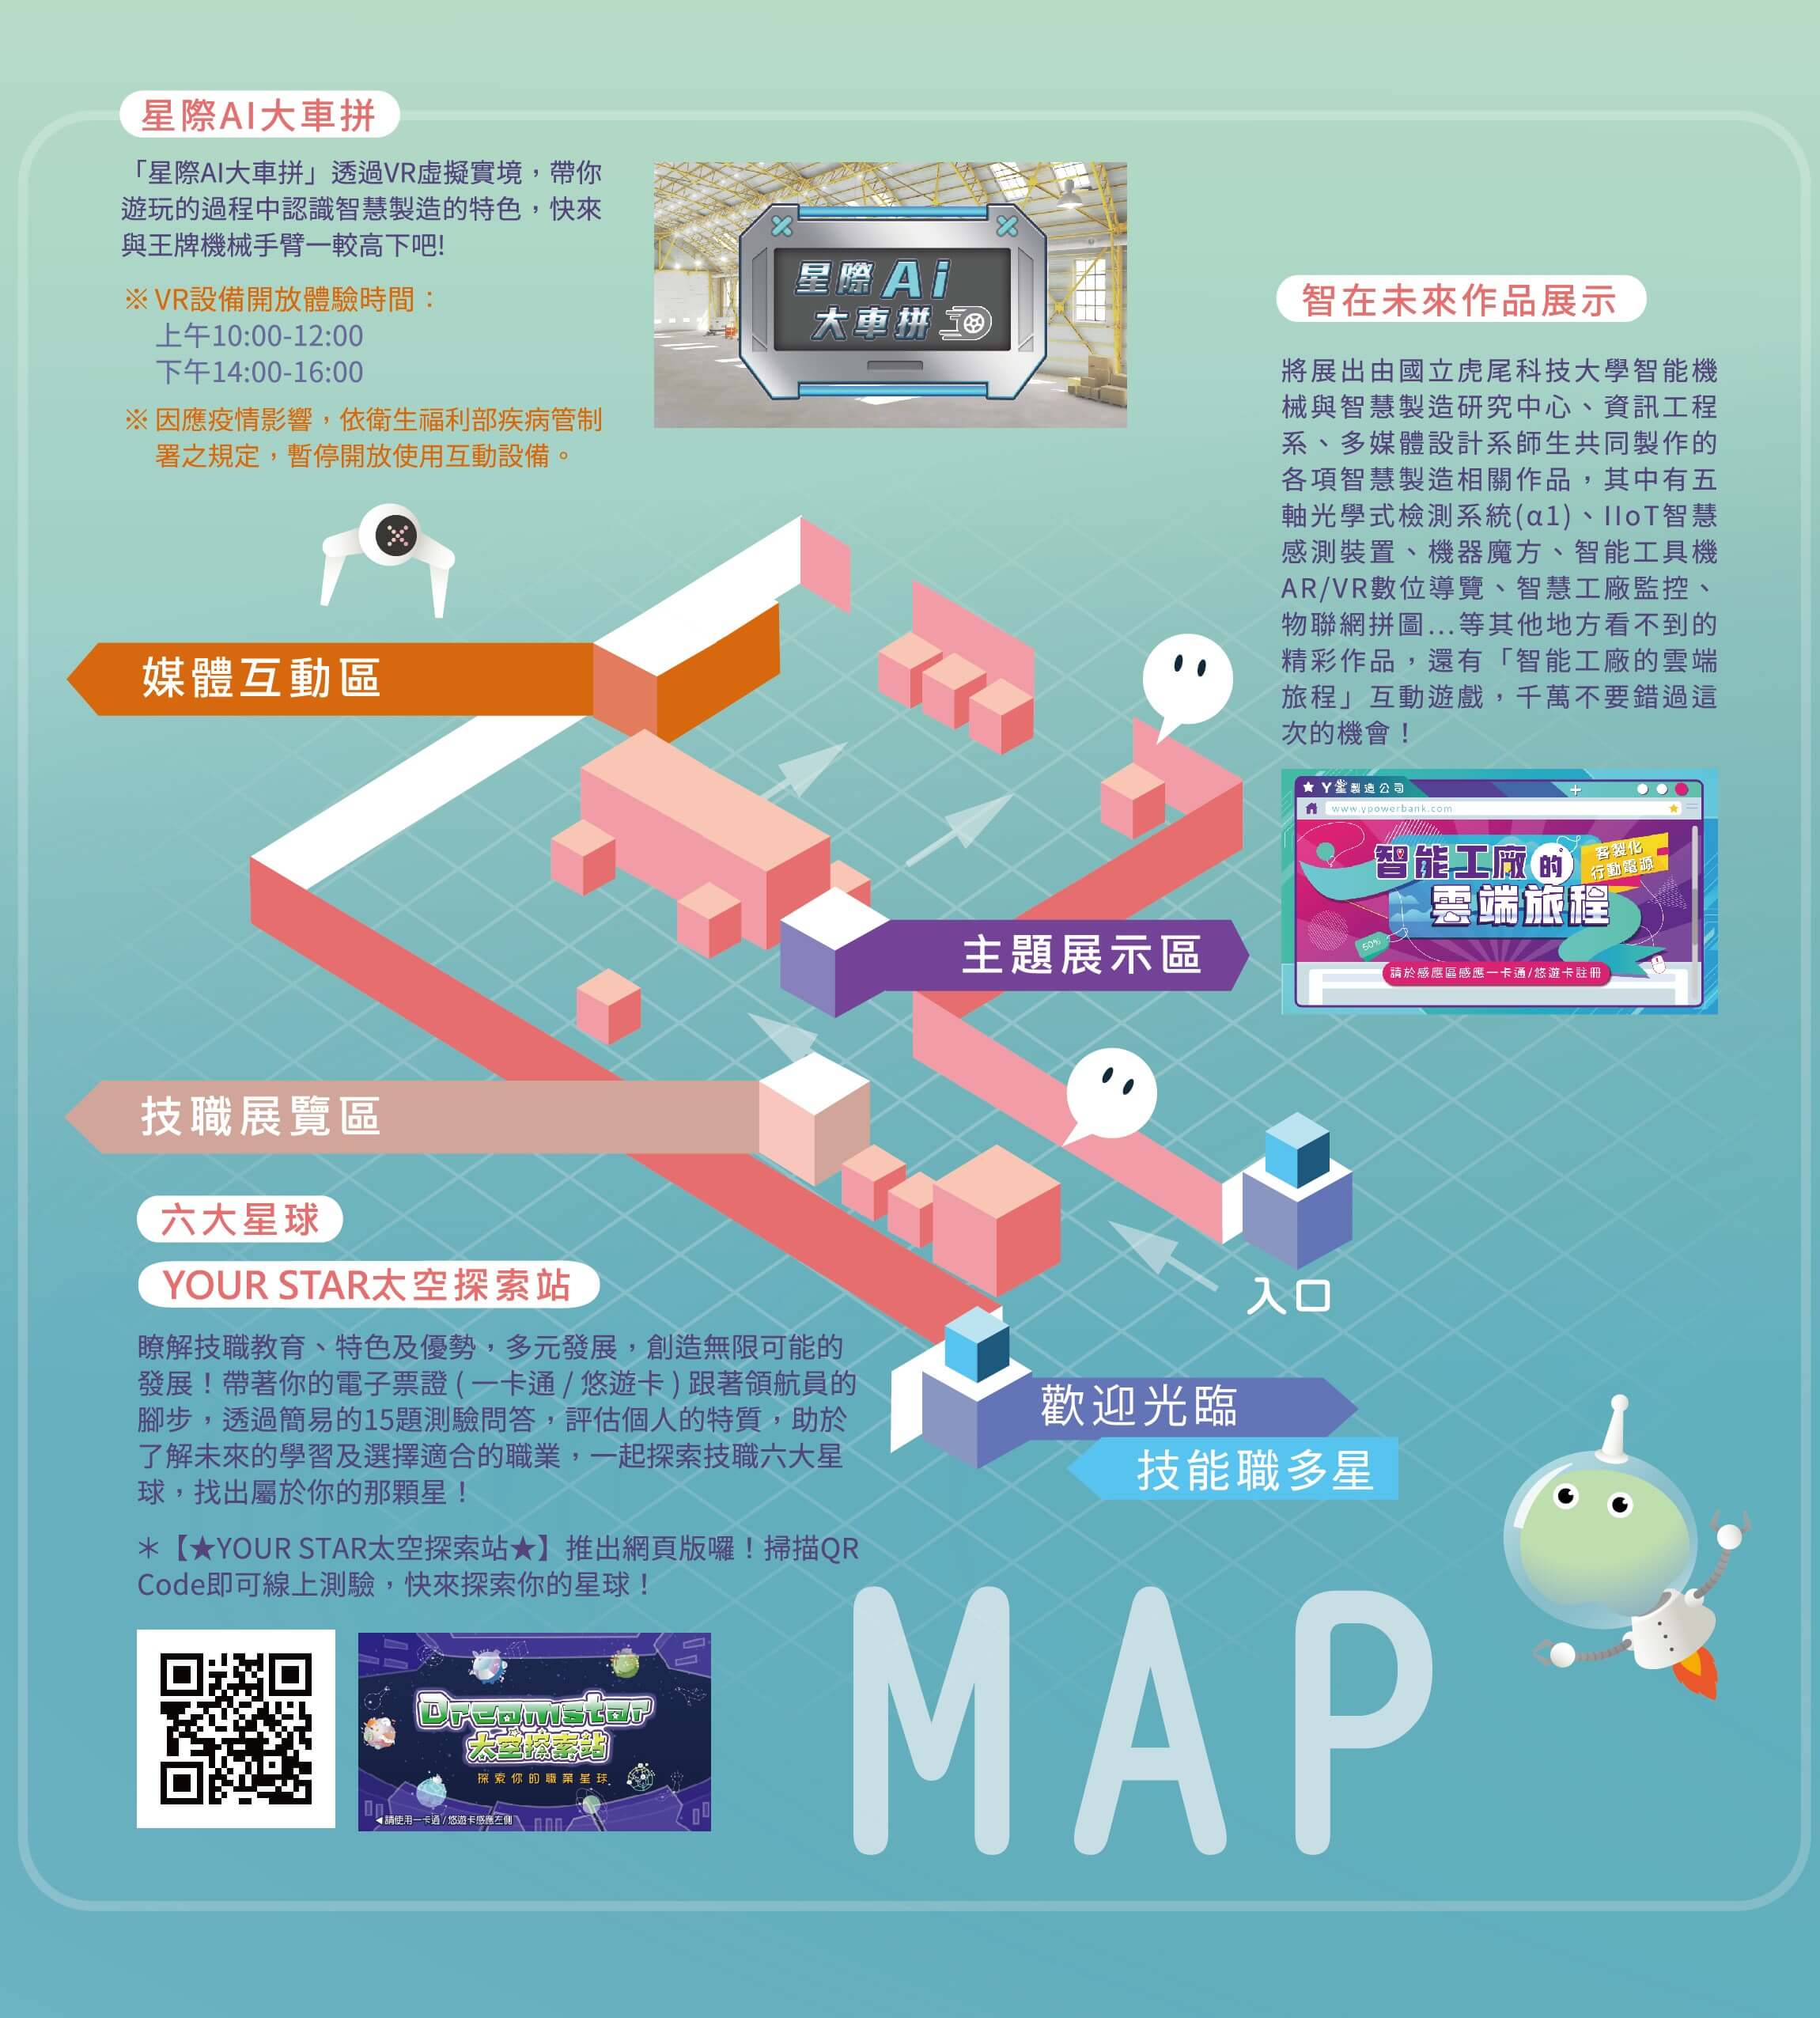 星際AI大車拼
「星際AI大車拼」透過VR虛擬實境，帶你
遊玩的過程中認識智慧製造的特色，快來
與王牌機械手臂一較高下吧!
※ VR設備開放體驗時間：
上午10:00-12:00
下午14:00-16:00
※ 因應疫情影響，依衛生福利部疾病管制
署之規定，暫停開放使用互動設備。
星際Ai
大車拼
智在未來作品展示
將展出由國立虎尾科技大學智能機
械與智慧製造研究中心、資訊工程
系、多媒體設計系師生共同製作的
各項智慧製造相關作品，其中有五
軸光學式檢測系統(α1)、IIoT智慧
感測裝置、機器魔方、智能工具機
AR/VR數位導覽、智慧工廠監控、
物聯網拼圖...等其他地方看不到的
精彩作品，還有「智能工廠的雲端
旅程」互動遊戲，千萬不要錯過這
次的機會！
★ Y星製造公司
www.ypowerbank.com
智能工廠的
客製化
行動電源
雲端旅程
50%
請於感應區感應一卡通/悠遊卡註冊
媒體互動區
主題展示區
技職展覽區
入口
歡迎光臨
技能職多星
六大星球
YOUR STAR太空探索站
瞭解技職教育、特色及優勢，多元發展，創造無限可能的
發展！帶著你的電子票證 ( 一卡通 / 悠遊卡 ) 跟著領航員的
腳步，透過簡易的15題測驗問答，評估個人的特質，助於
了解未來的學習及選擇適合的職業，一起探索技職六大星
球，找出屬於你的那顆星！
＊【★YOUR STAR太空探索站★】推出網頁版囉！掃描QR
Code即可線上測驗，快來探索你的星球！
Dreamstar
太空探索站
探索你的職業星球
◀請使用一卡通 / 悠遊卡感應左側
MAP